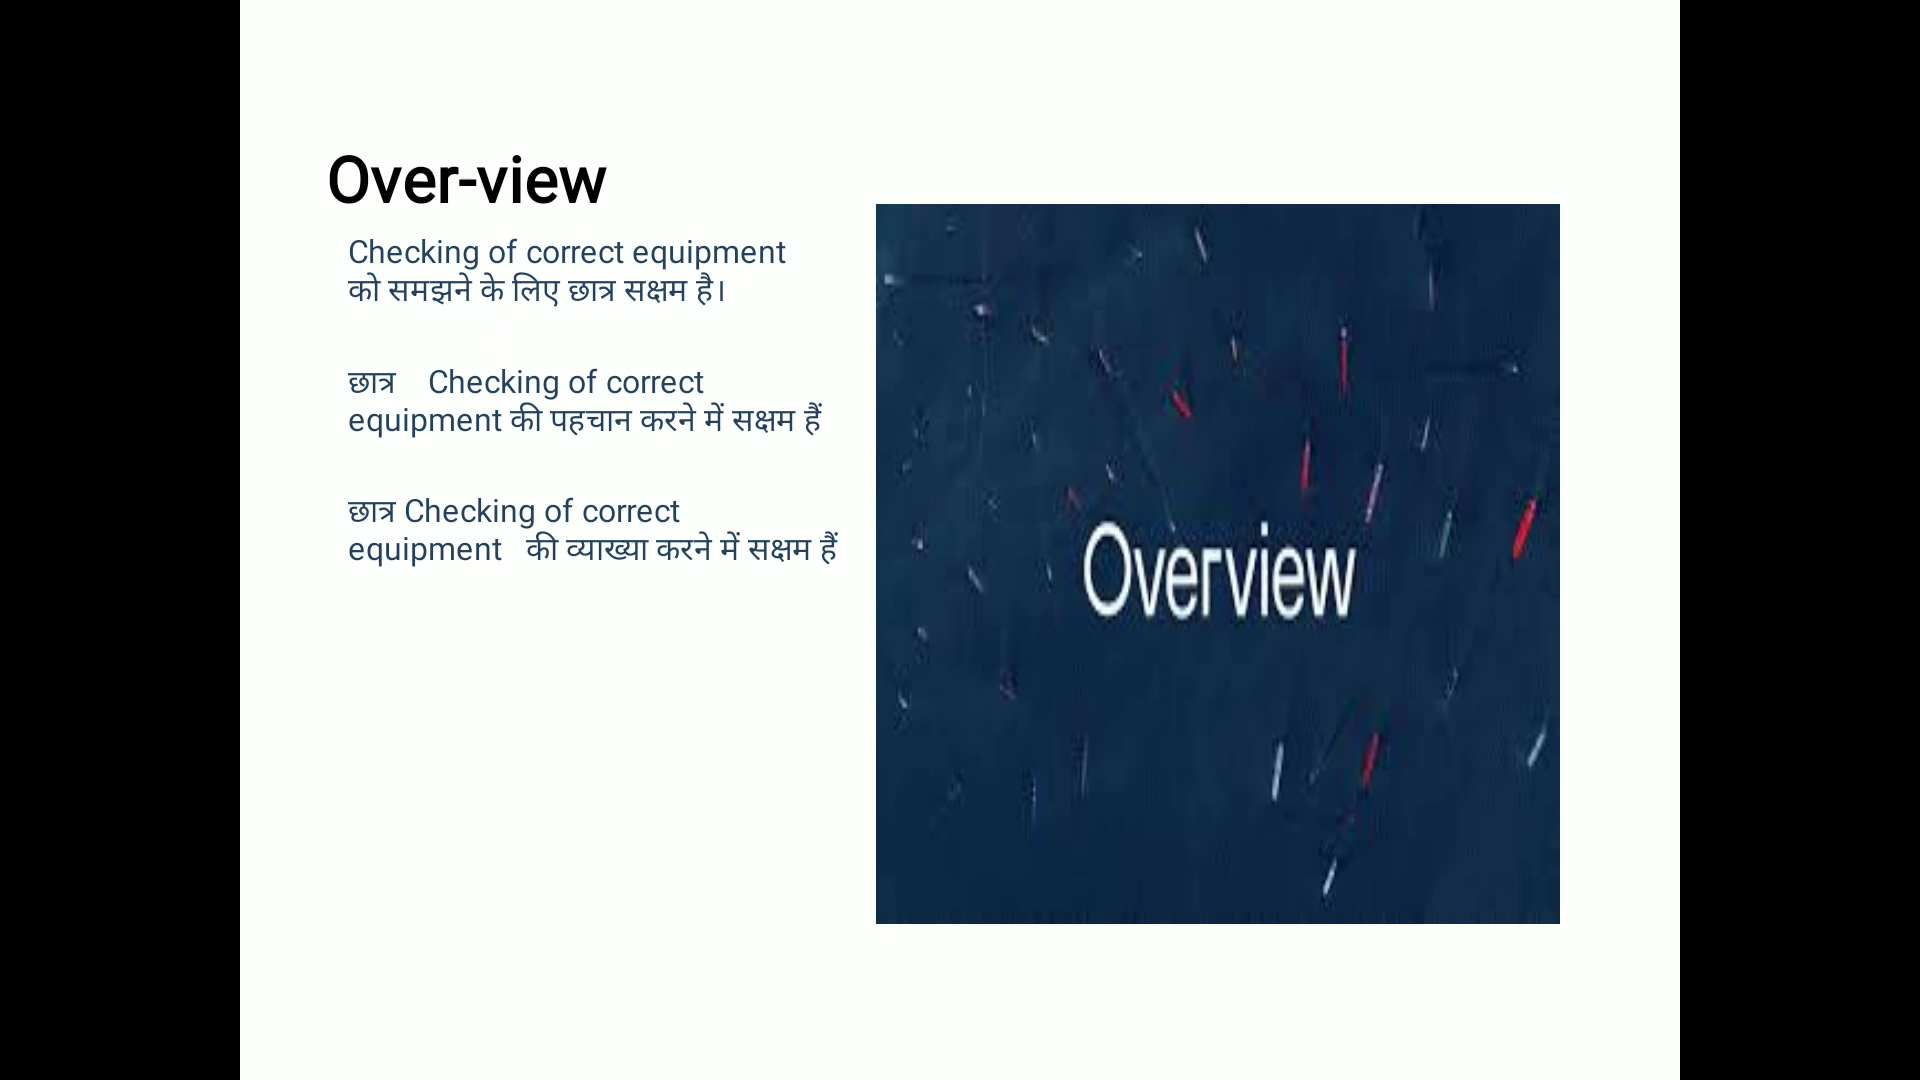 Over-view
Checking of correct equipment
को समझने के लिए छात्र सक्षम है।
छात्र    Checking of correct
equipment की पहचान करने में सक्षम हैं
छात्र Checking of correct
equipment   की व्याख्या करने में सक्षम हैं
Overview